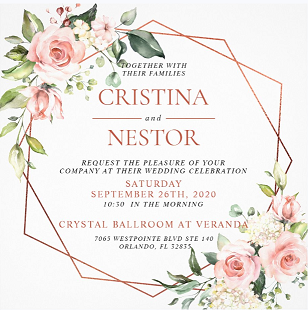 TOGETHER WITH
THEIR FAMILIES
CRISTINA
and
NESTOR
REQUEST THE PLEASURE OF YOUR
COMPANY AT THEIR WEDDING CELEBRATION
SATURDAY
SEPTEMBER 26TH, 2020
10:30 IN THE MORNING
CRYSTAL BALLROOM AT VERANDA
7065 WESTPOINTE BLVD STE 140
ORLANDO, FL 32835